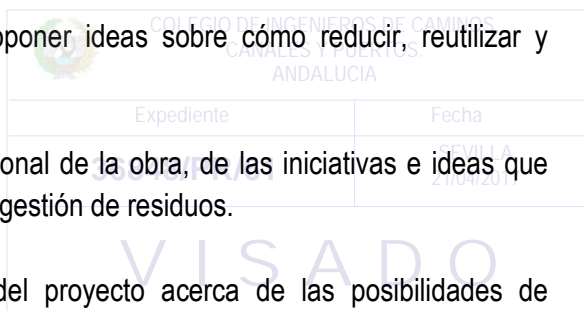 COLEGIO DE INGENIEROS DE CAMINOS,
oponer ideas sobre cómo reducir, reutilizar y
CANALES Y PUERTOS.
ANDALUCIA
Expediente Fecha
SEVILLA
onal de la obra, de las iniciativas e ideas que
21/04/2017
gestión de residuos.
VISADO
del proyecto acerca de las posibilidades de